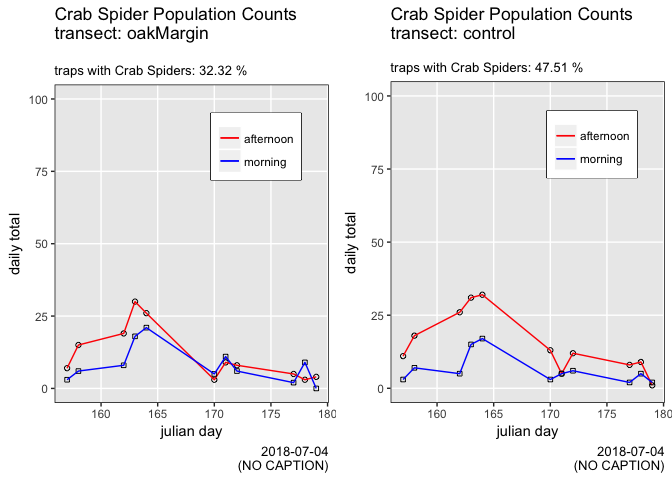 Crab Spider Population Counts
transect: oakMargin
traps with Crab Spiders: 32.32 %
100
75
50
25
0
daily total
afternoon
morning
160
165
170
175
180
julian day
2018-07-04
(NO CAPTION)
Crab Spider Population Counts
transect: control
traps with Crab Spiders: 47.51 %
100
75
50
25
0
daily total
afternoon
morning
160
165
170
175
180
julian day
2018-07-04
(NO CAPTION)